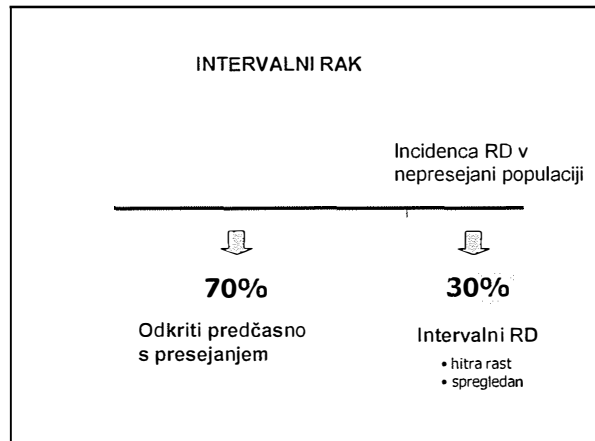 INTERVALNI RAK
Incidenca RD v
nepresejani populaciji
70%
30%
Odkriti predčasno
s presejanjem
Intervalni RD
• hitra rast
• spregledan